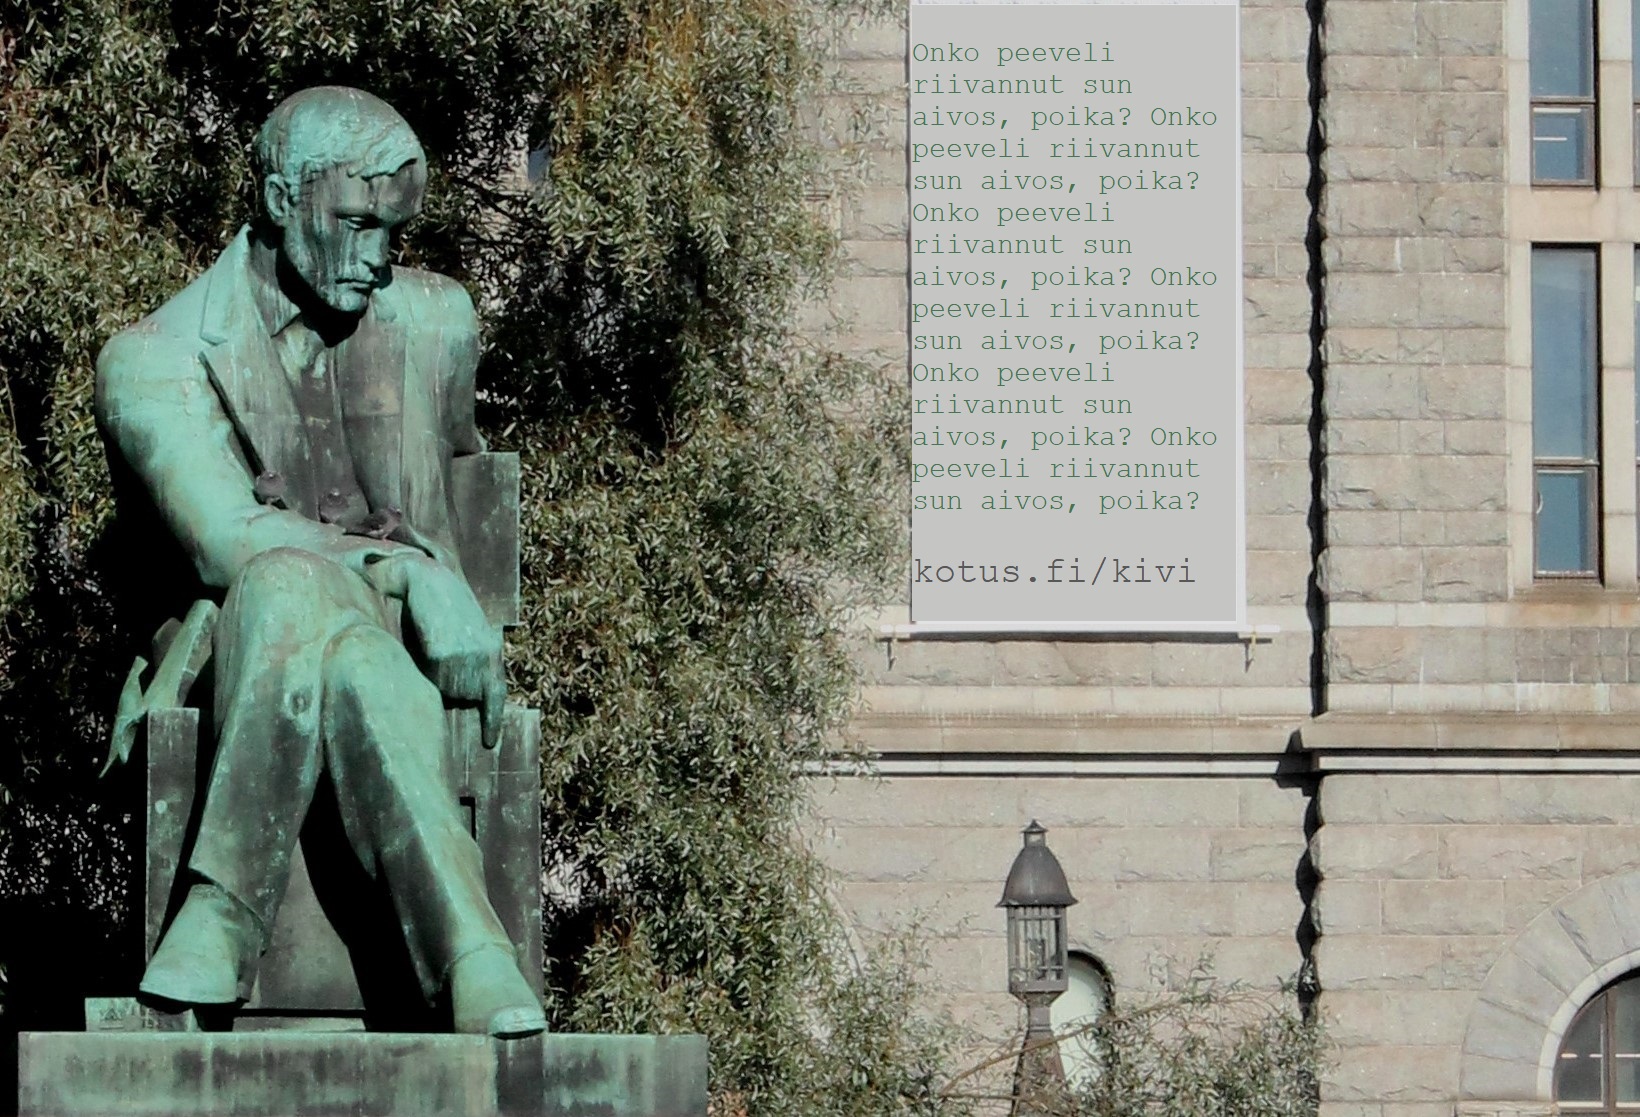 Onko peeveli
riivannut sun
aivos, poika? Onko
peeveli riivannut
sun aivos, poika?
Onko peeveli
riivannut sun
aivos, poika? Onko
peeveli riivannut
sun aivos, poika?
Onko peeveli
riivannut sun
aivos, poika? Onko
peeveli riivannut
sun aivos, poika?
kotus.fi/kivi